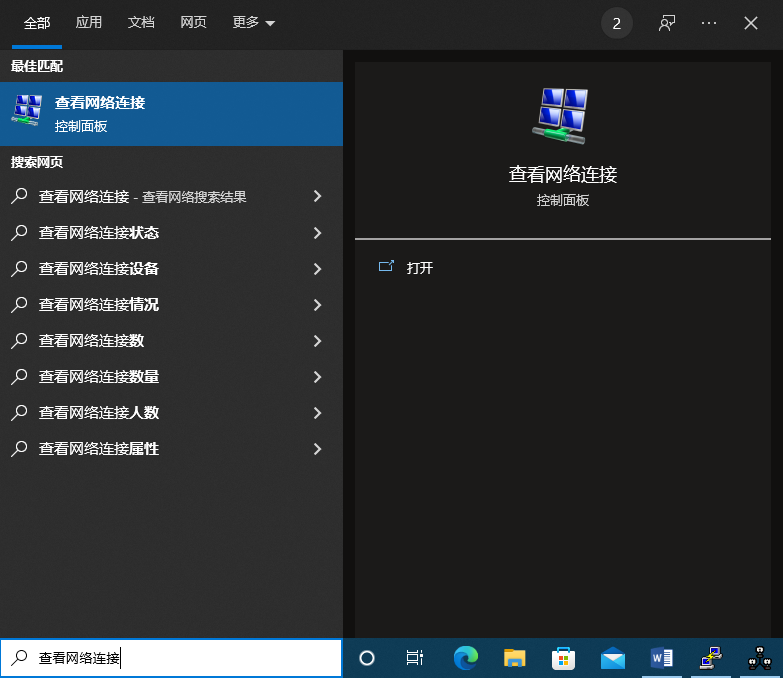 全部 应用 文档 网页 更多 2
最佳匹配
查看网络连接
控制面板
搜索网页
查看网络连接 - 查看网络搜索结果
查看网络连接状态
查看网络连接设备
查看网络连接情况
查看网络连接数
查看网络连接数量
查看网络连接人数
查看网络连接属性
查看网络连接
控制面板
打开
查看网络连接